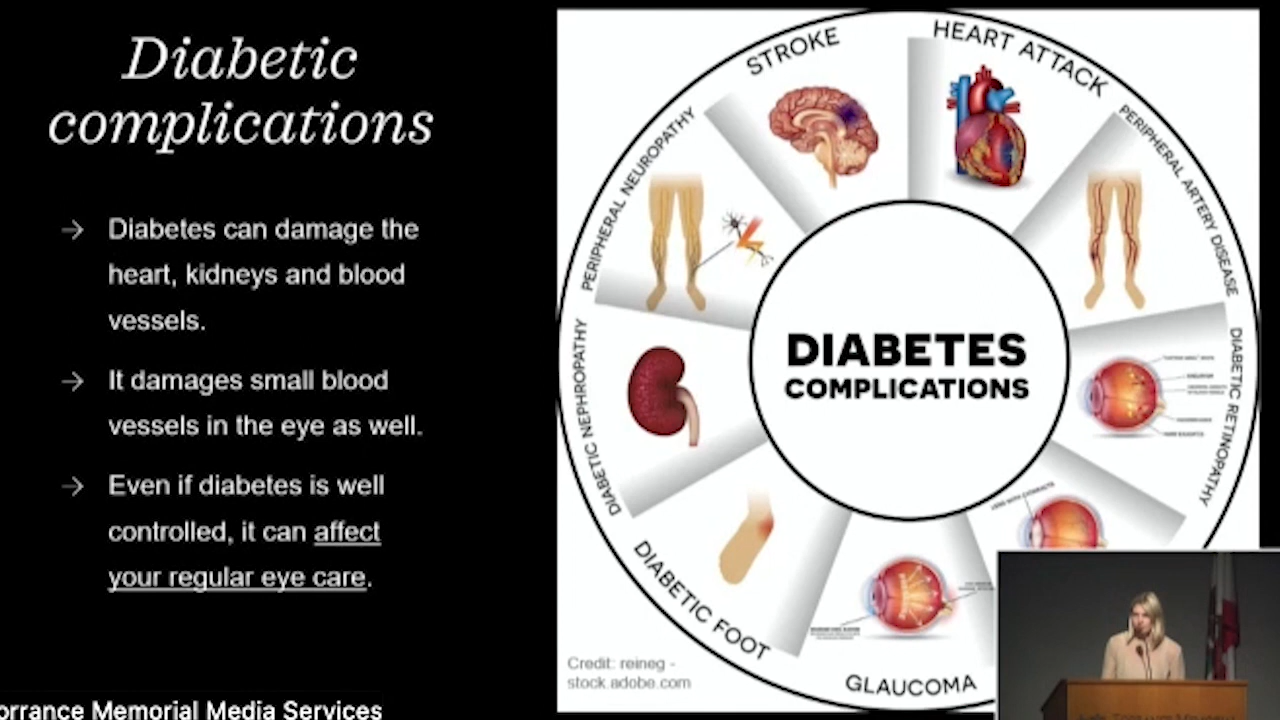 Diabetic
complications
→ Diabetes can damage the
heart, kidneys and blood
vessels.
→ It damages small blood
vessels in the eye as well.
→ Even if diabetes is well
controlled, it can affect
your regular eye care.
orrance Memorial Media Services
STROKE
HEART ATTACK
PERIPHERAL NEUROPATHY
PERIPHERAL ARTERY DISEASE
DIABETES
COMPLICATIONS
DIABETIC NEPHROPATHY
DIABETIC RETINOPATHY
DIABETIC FOOT
GLAUCOMA
Credit: reineg -
stock.adobe.com